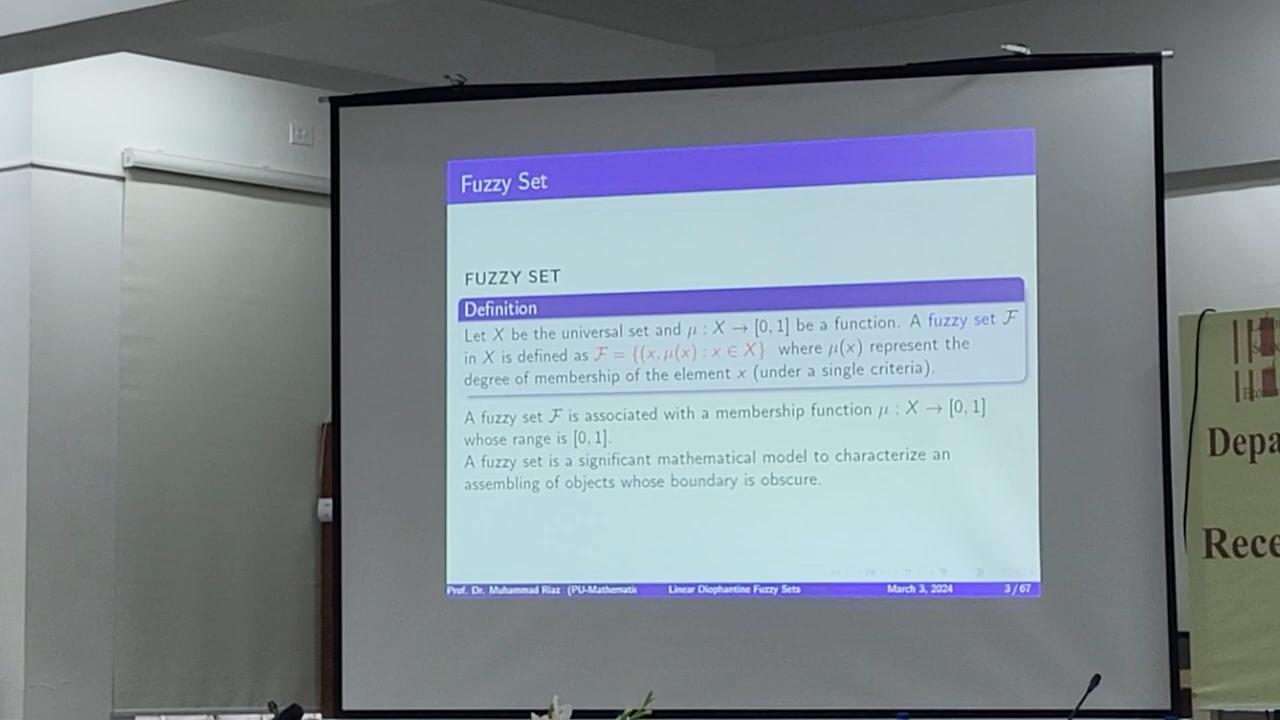 Fuzzy Set
FUZZY SET
Definition
Let X be the universal set and μ : X → [0, 1] be a function. A fuzzy set F
in X is defined as F = {(x, μ(x) : x ∈ X} where μ(x) represent the
degree of membership of the element x (under a single criteria).
A fuzzy set F is associated with a membership function μ : X → [0, 1]
whose range is [0, 1].
A fuzzy set is a significant mathematical model to characterize an
assembling of objects whose boundary is obscure.
Prof. Dr. Muhammad Riaz (PU-Mathematic Linear Diophantine Fuzzy Sets March 3, 2024 3 / 67
Depa
Rece